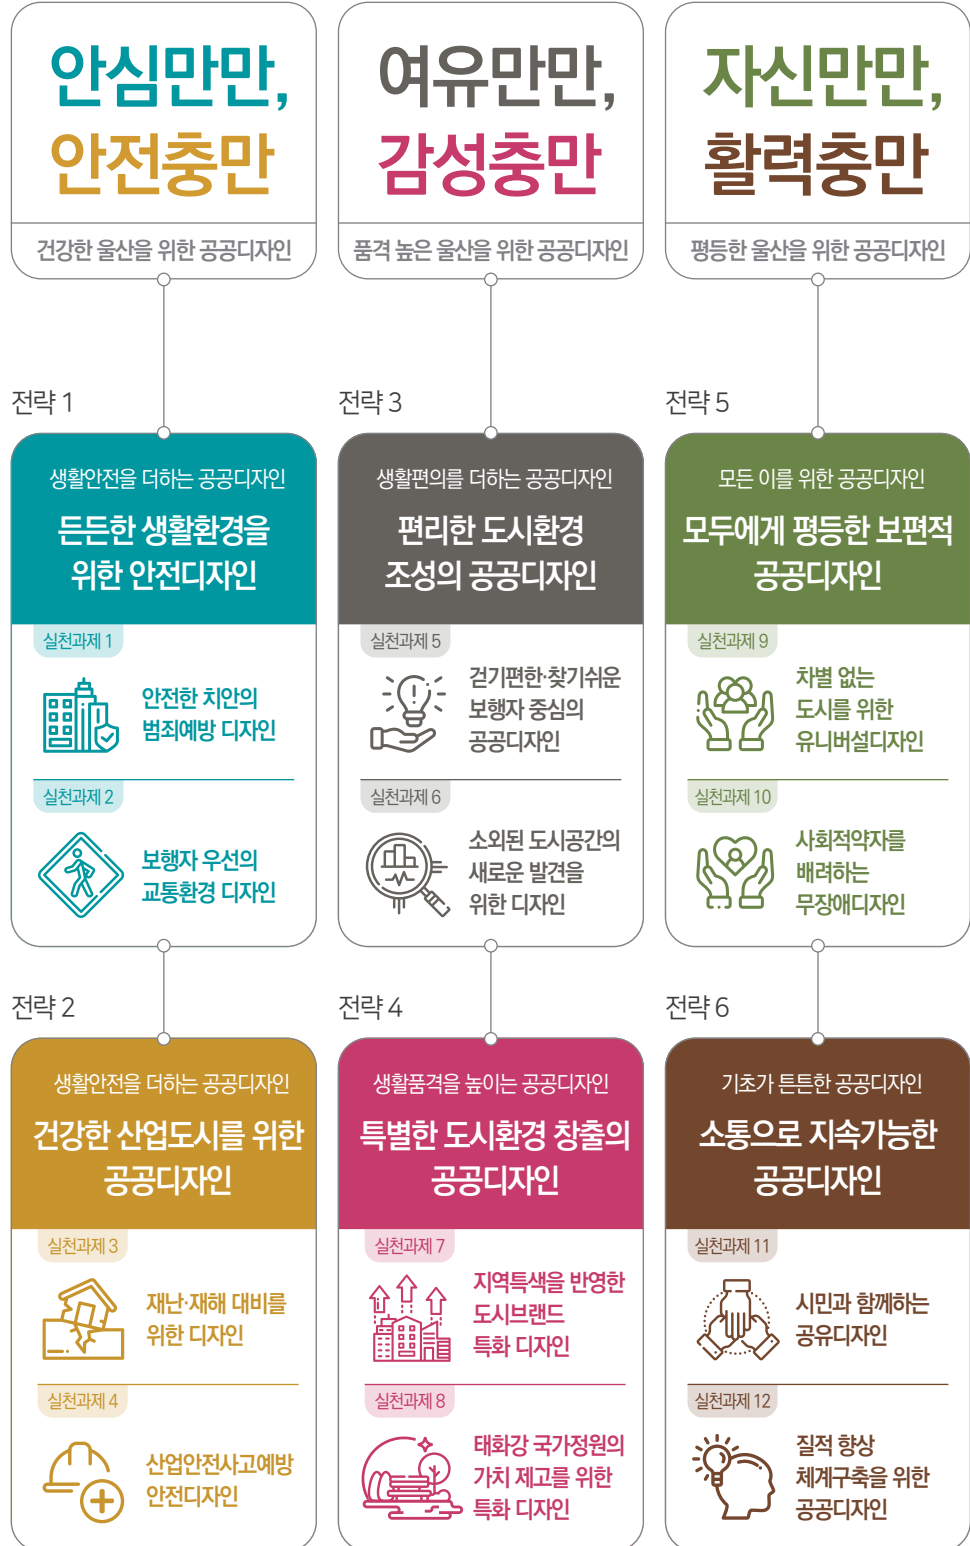 안심만만,
안전충만
건강한 울산을 위한 공공디자인
여유만만,
감성충만
품격 높은 울산을 위한 공공디자인
자신만만,
활력충만
평등한 울산을 위한 공공디자인
전략 1
생활안전을 더하는 공공디자인
든든한 생활환경을
위한 안전디자인
실천과제 1
안전한 치안의
범죄예방 디자인
실천과제 2
보행자 우선의
교통환경 디자인
전략 3
생활편의를 더하는 공공디자인
편리한 도시환경
조성의 공공디자인
실천과제 5
걷기편한·찾기쉬운
보행자 중심의
공공디자인
실천과제 6
소외된 도시공간의
새로운 발견을
위한 디자인
전략 5
모든 이를 위한 공공디자인
모두에게 평등한 보편적
공공디자인
실천과제 9
차별 없는
도시를 위한
유니버설디자인
실천과제 10
사회적약자를
배려하는
무장애디자인
전략 2
생활안전을 더하는 공공디자인
건강한 산업도시를 위한
공공디자인
실천과제 3
재난·재해 대비를
위한 디자인
실천과제 4
산업안전사고예방
안전디자인
전략 4
생활품격을 높이는 공공디자인
특별한 도시환경 창출의
공공디자인
실천과제 7
지역특색을 반영한
도시브랜드
특화 디자인
실천과제 8
태화강 국가정원의
가치 제고를 위한
특화 디자인
전략 6
기초가 튼튼한 공공디자인
소통으로 지속가능한
공공디자인
실천과제 11
시민과 함께하는
공유디자인
실천과제 12
질적 향상
체계구축을 위한
공공디자인